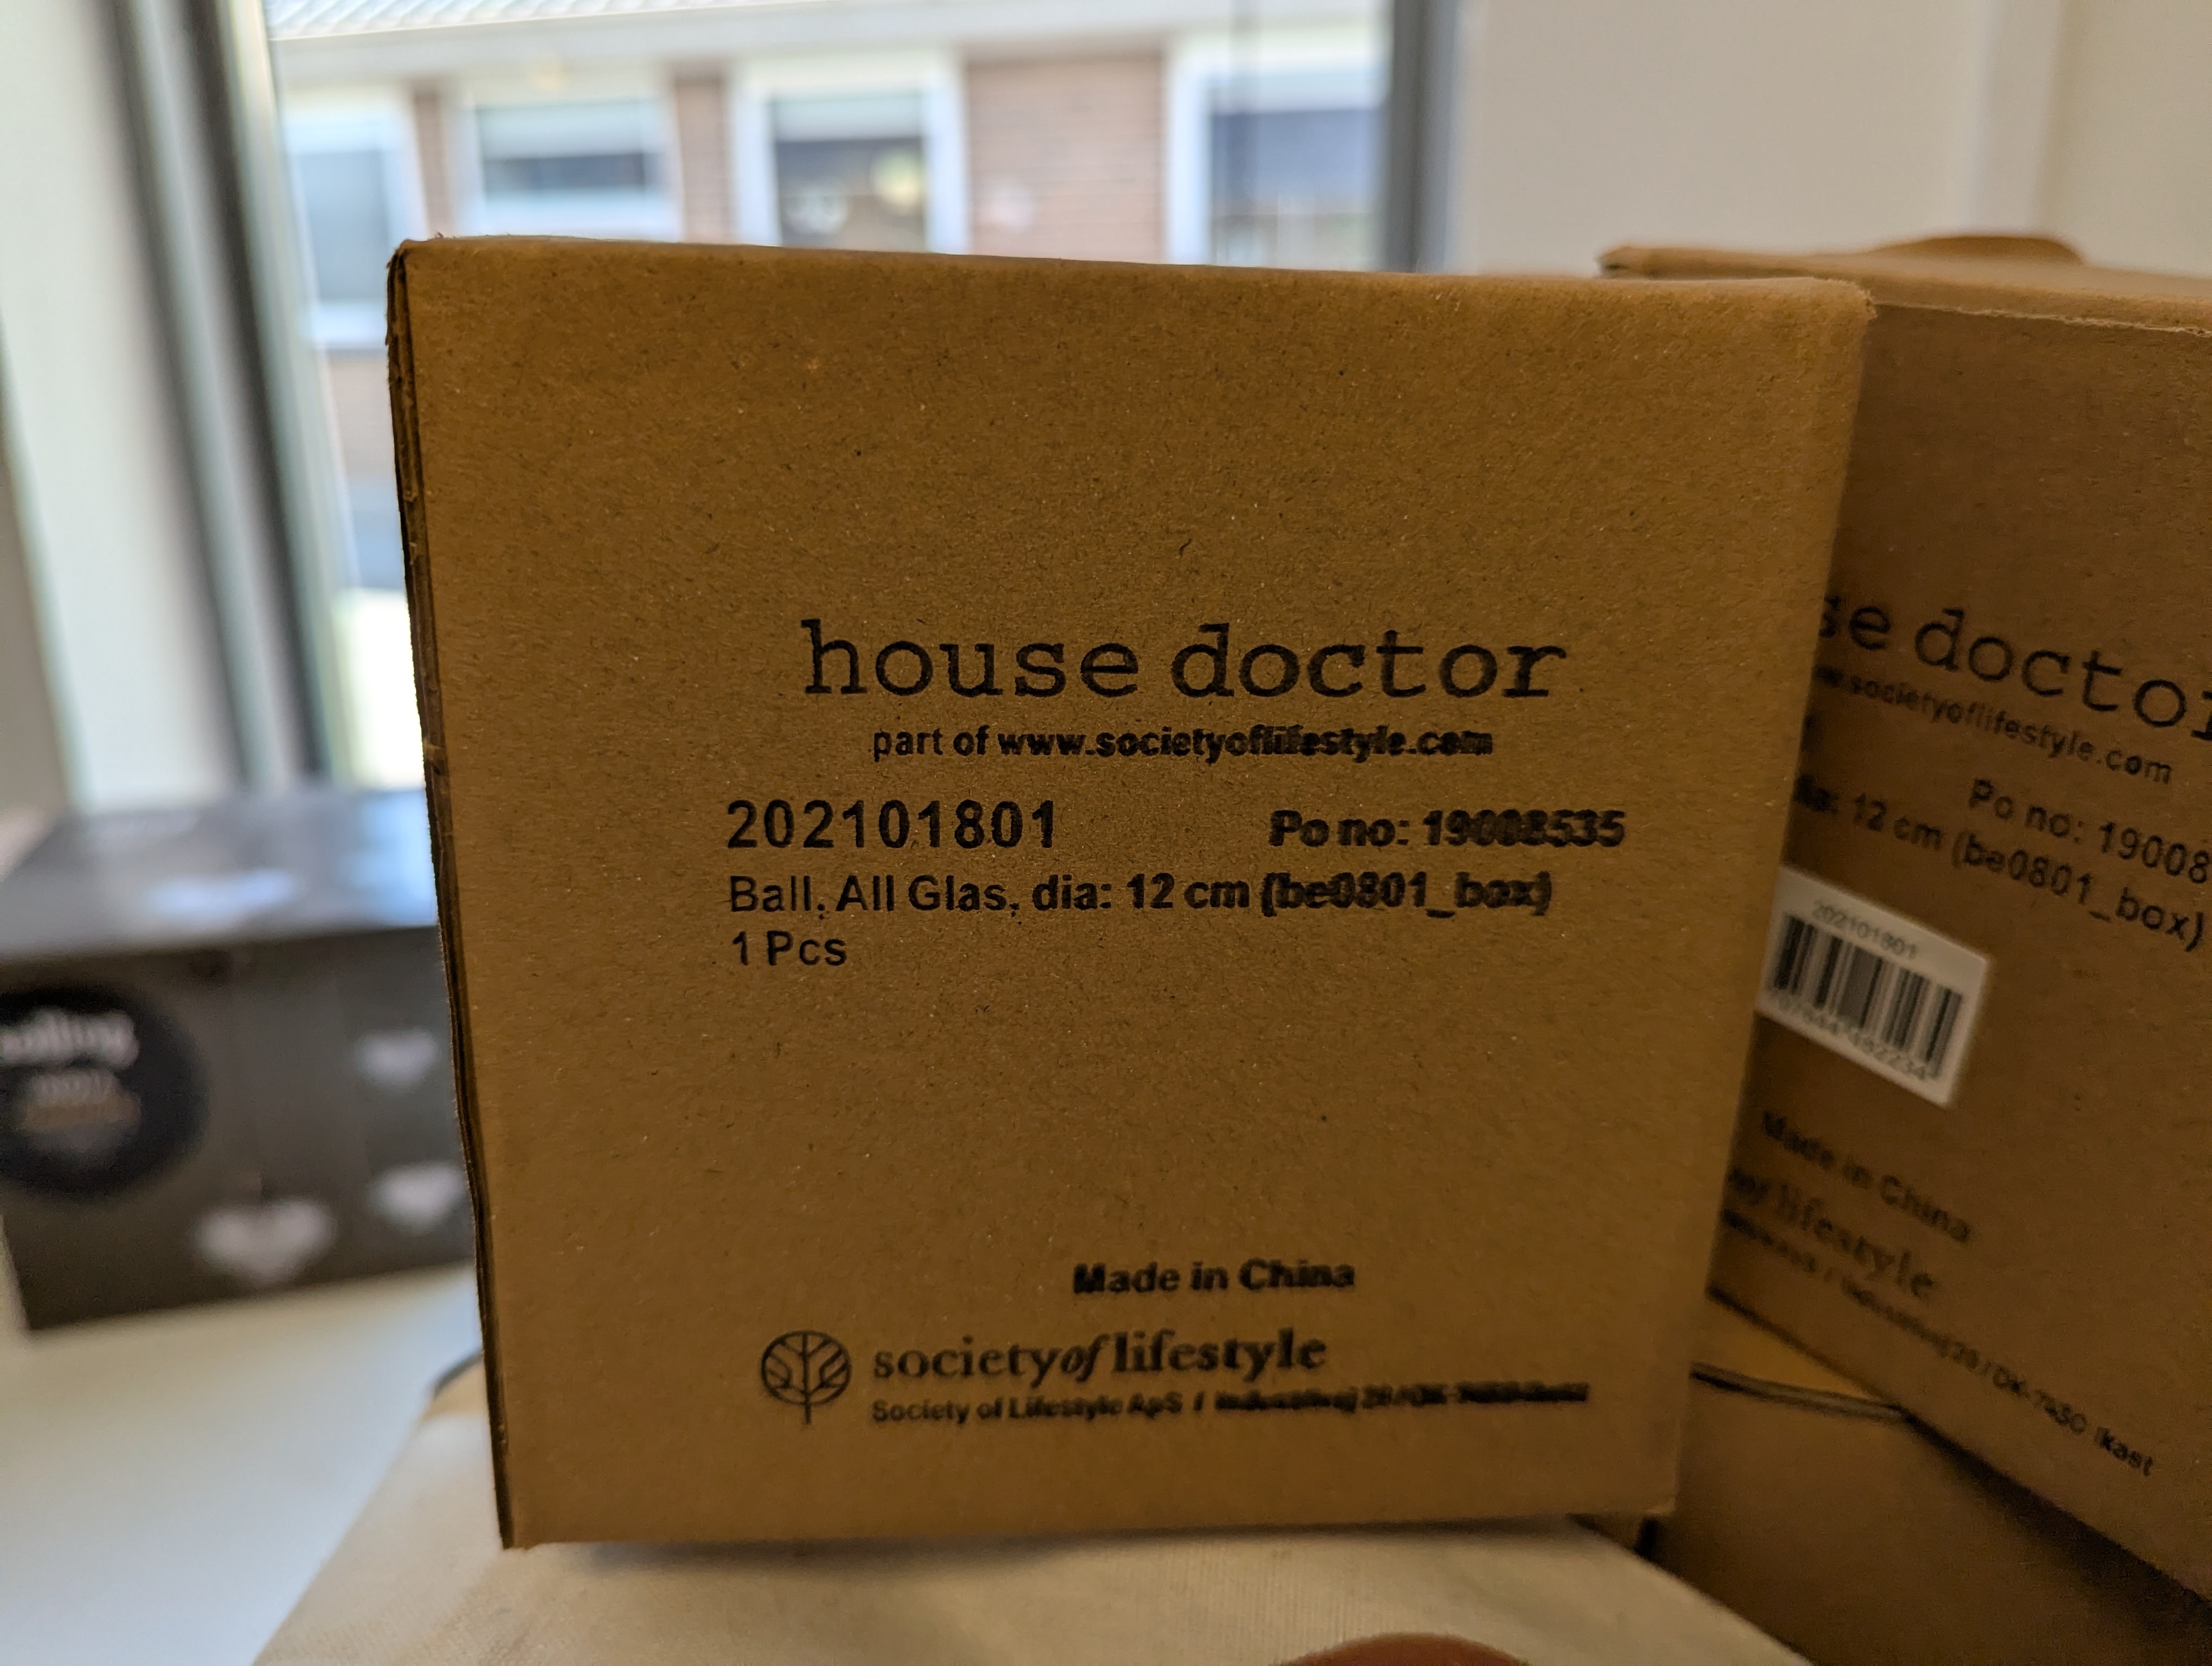 house doctor
part of www.societyoflifestyle.com
202101801 Po no: 19008535
Ball, All Glas, dia: 12 cm (be0801_box)
1 Pcs
Made in China
societyoflifestyle
Society of Lifestyle ApS /
doctor
societyoflifestyle.com
Po no: 19008
12 cm (be0801_box)
202101801
Made in China
lifestyle
Ikast